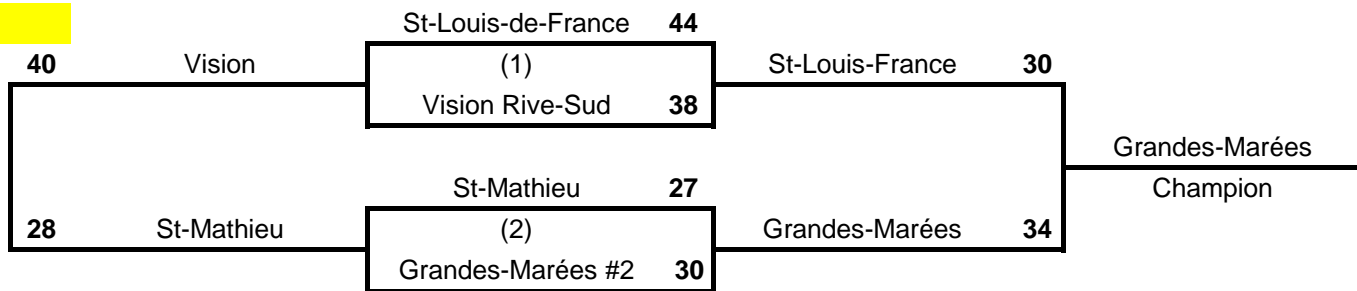 St-Louis-de-France 44
40 Vision (1) St-Louis-France 30
Vision Rive-Sud 38
Grandes-Marées
St-Mathieu 27 Champion
28 St-Mathieu (2) Grandes-Marées 34
Grandes-Marées #2 30